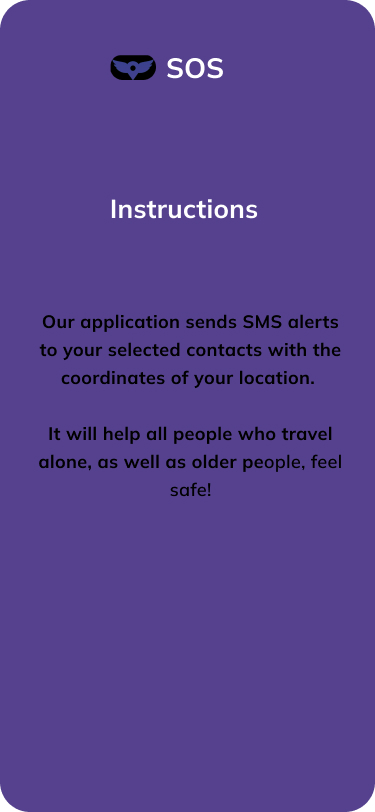 SOS
Instructions
Our application sends SMS alerts
to your selected contacts with the
coordinates of your location.
It will help all people who travel
alone, as well as older people, feel
safe!